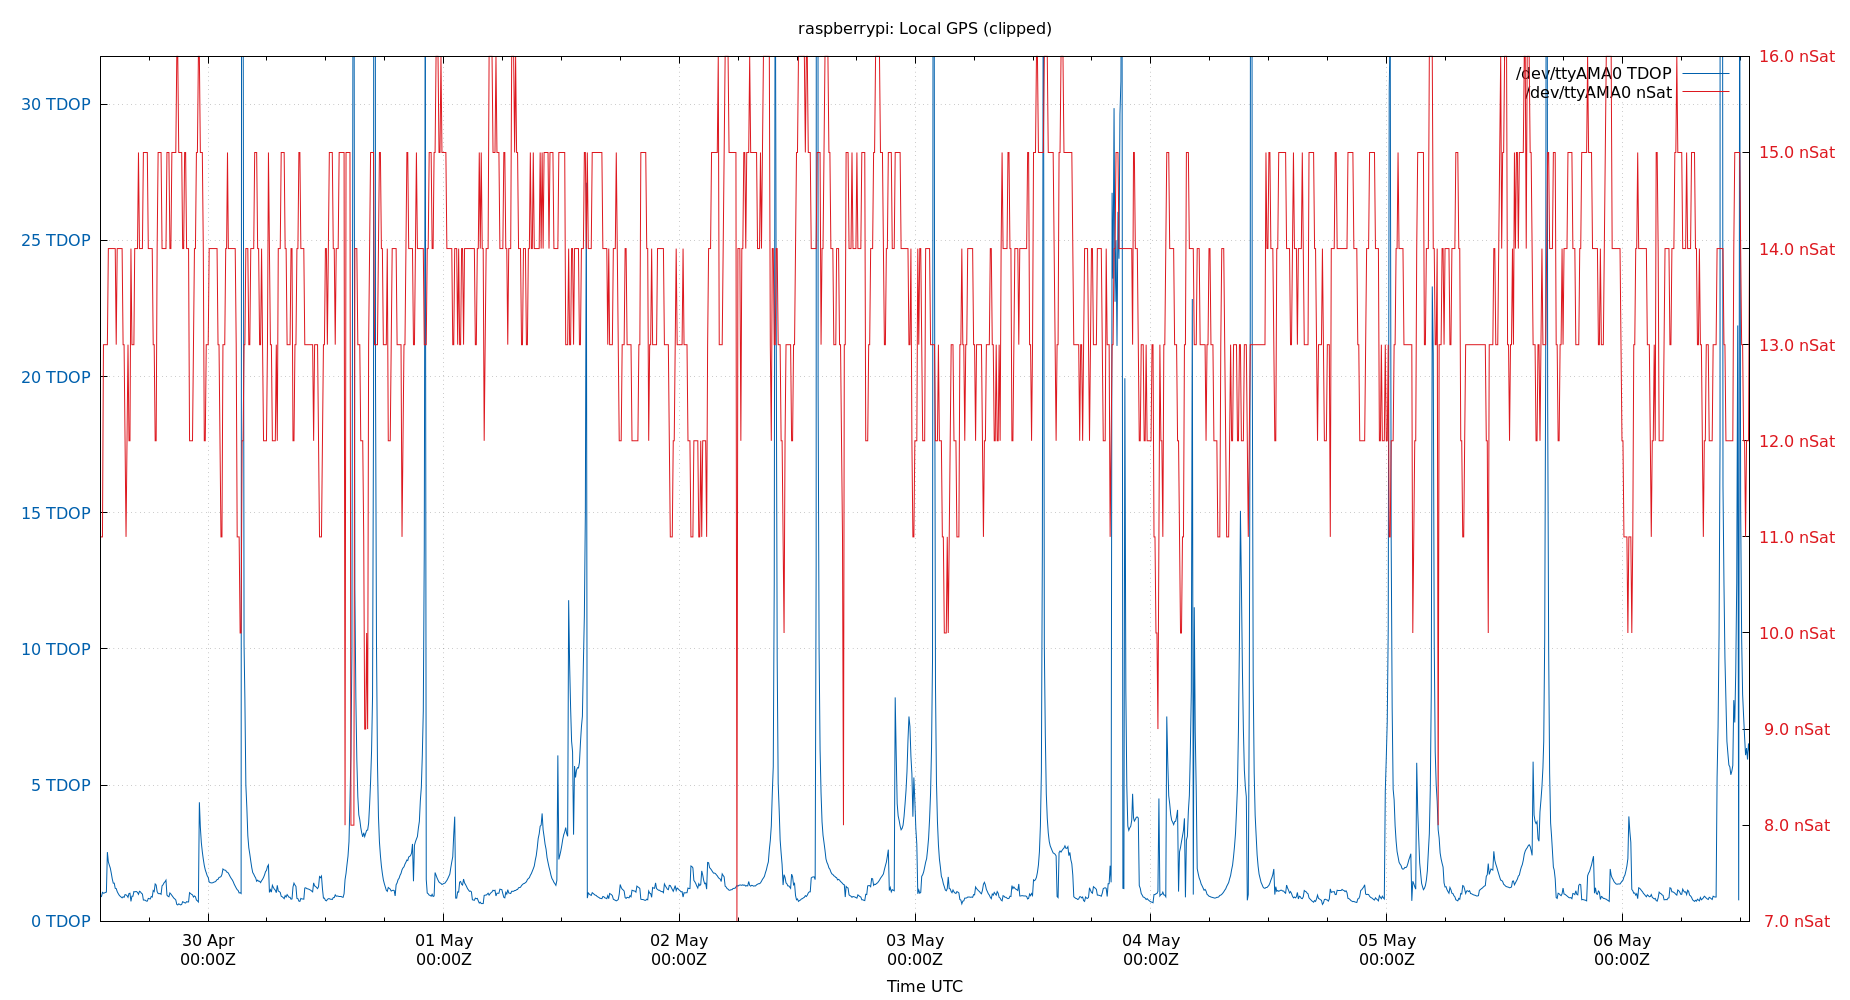 raspberrypi: Local GPS (clipped)
/dev/ttyAMA0 TDOP
/dev/ttyAMA0 nSat
30 TDOP
25 TDOP
20 TDOP
15 TDOP
10 TDOP
5 TDOP
0 TDOP
16.0 nSat
15.0 nSat
14.0 nSat
13.0 nSat
12.0 nSat
11.0 nSat
10.0 nSat
9.0 nSat
8.0 nSat
7.0 nSat
30 Apr
00:00Z
01 May
00:00Z
02 May
00:00Z
03 May
00:00Z
04 May
00:00Z
05 May
00:00Z
06 May
00:00Z
Time UTC